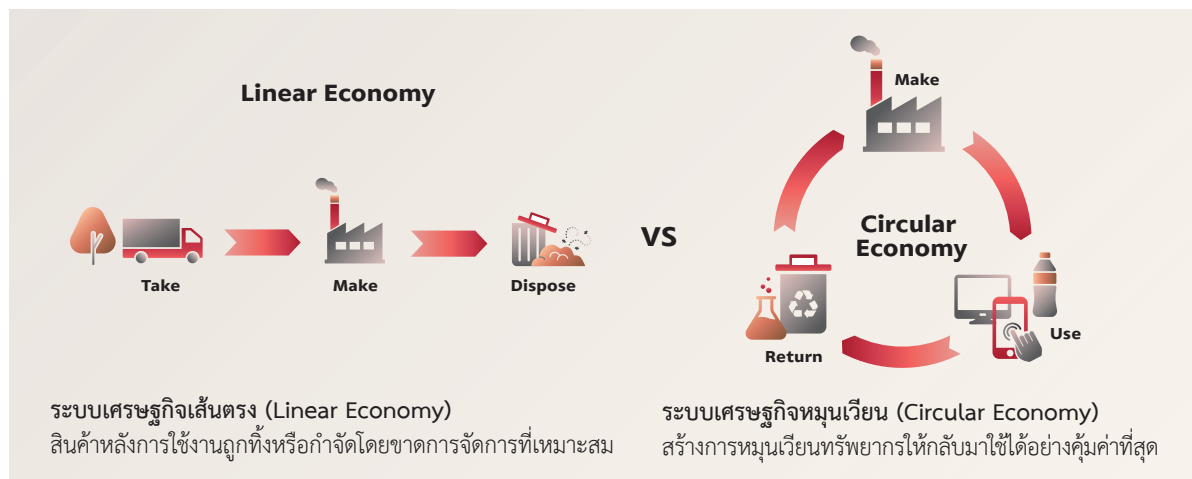 Linear Economy
Take
Make
Dispose
VS
Make
Circular
Economy
Use
Return
ระบบเศรษฐกิจเส้นตรง (Linear Economy)
สินค้าหลังการใช้งานถูกทิ้งหรือกำจัดโดยขาดการจัดการที่เหมาะสม
ระบบเศรษฐกิจหมุนเวียน (Circular Economy)
สร้างการหมุนเวียนทรัพยากรให้กลับมาใช้ได้อย่างคุ้มค่าที่สุด